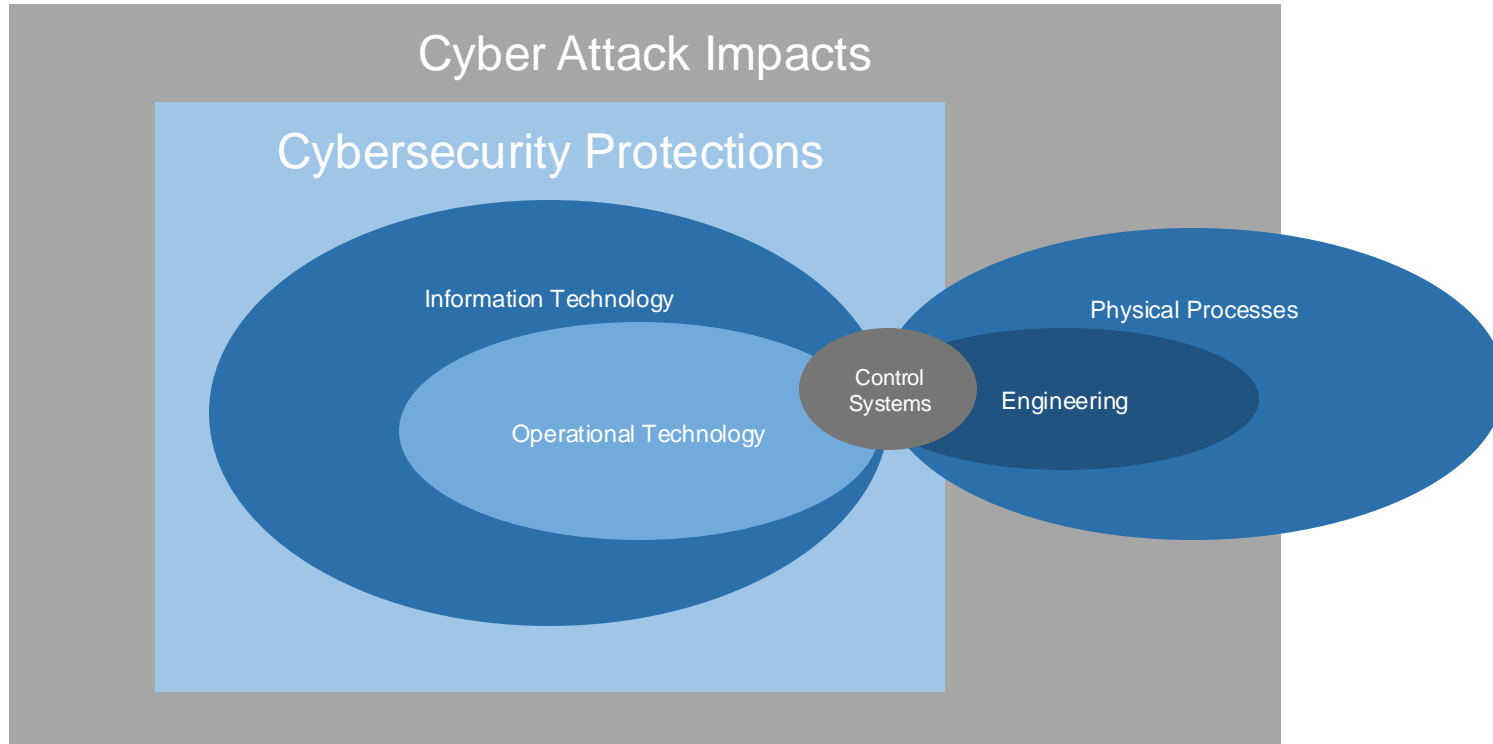 Cyber Attack Impacts
Cybersecurity Protections
Information Technology
Physical Processes
Control
Systems
Engineering
Operational Technology